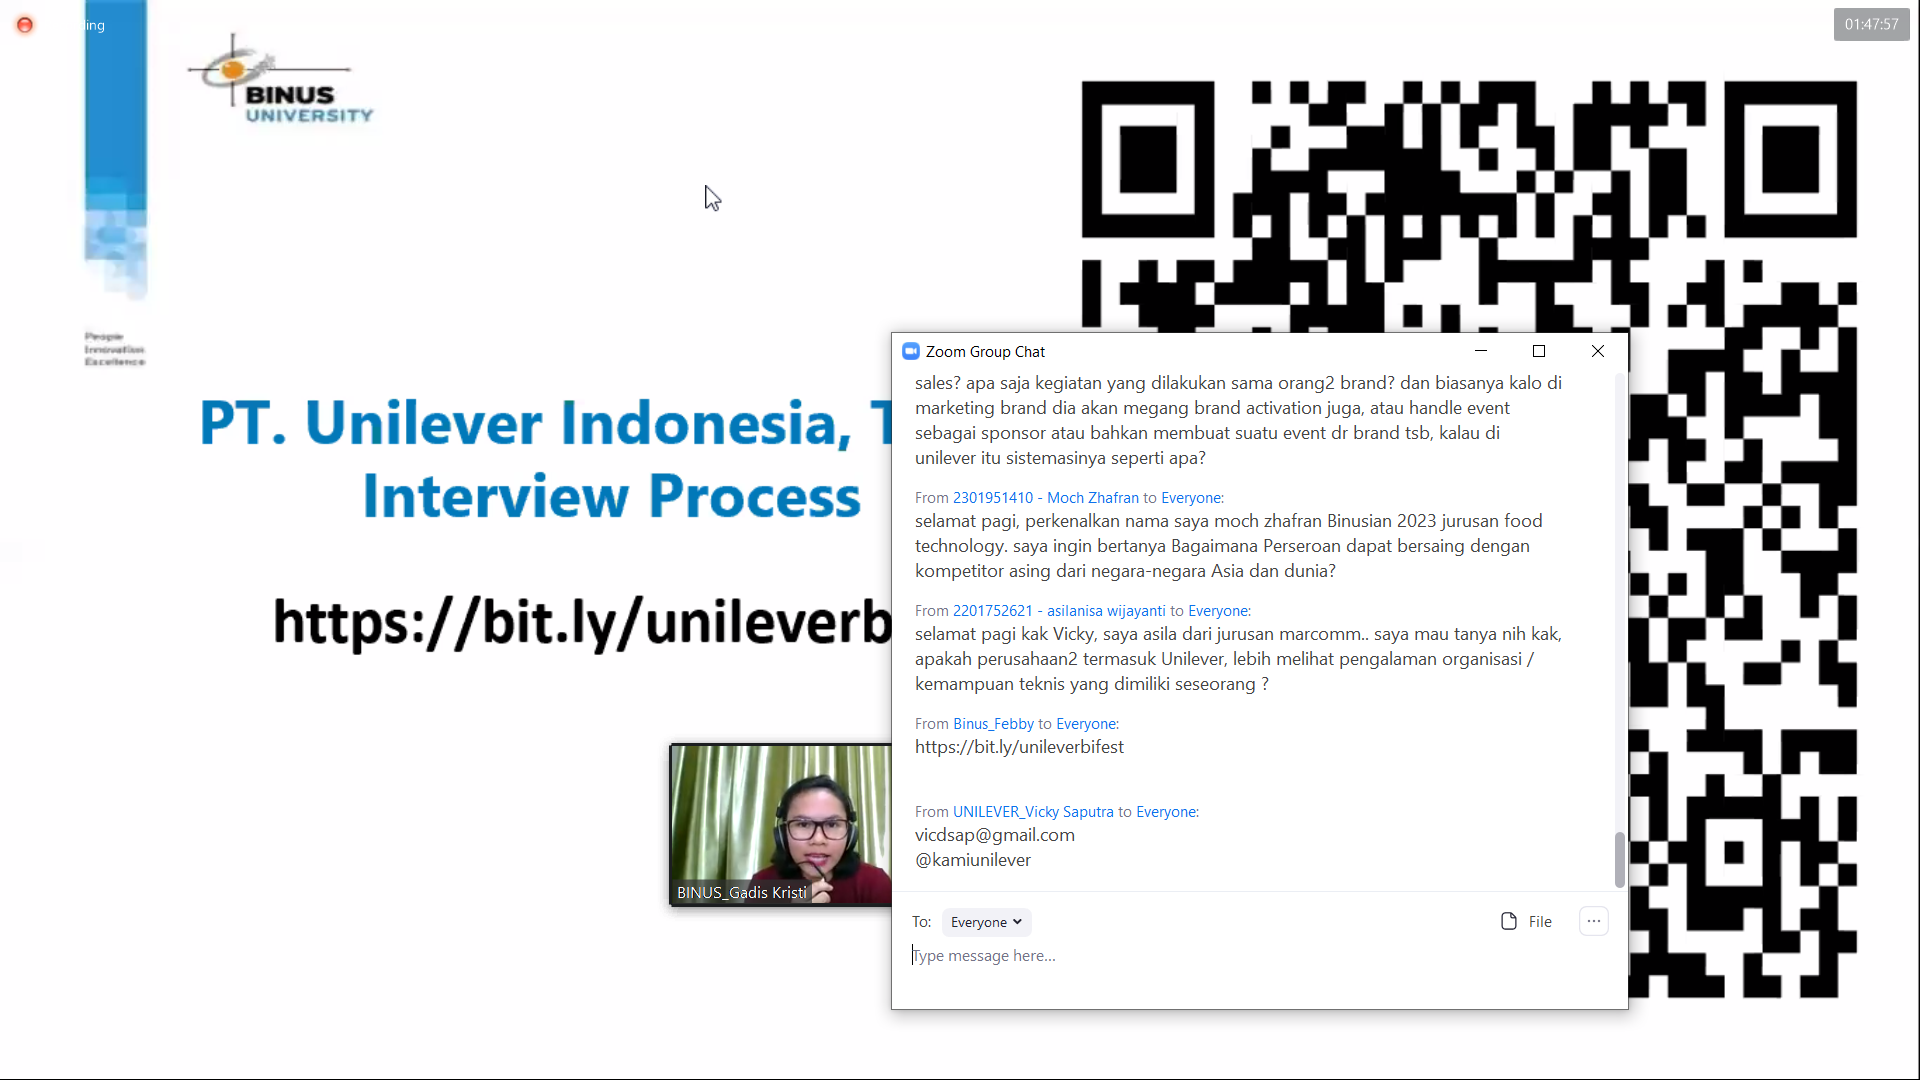 ing
01:47:57
BINUS
UNIVERSITY
People
Innovation
Excellence
PT. Unilever Indonesia, T
Interview Process
https://bit.ly/unileverb
BINUS_Gadis Kristi
Zoom Group Chat
sales? apa saja kegiatan yang dilakukan sama orang2 brand? dan biasanya kalo di
marketing brand dia akan megang brand activation juga, atau handle event
sebagai sponsor atau bahkan membuat suatu event dr brand tsb, kalau di
unilever itu sistemasinya seperti apa?
From 2301951410 - Moch Zhafran to Everyone:
selamat pagi, perkenalkan nama saya moch zhafran Binusian 2023 jurusan food
technology. saya ingin bertanya Bagaimana Perseroan dapat bersaing dengan
kompetitor asing dari negara-negara Asia dan dunia?
From 2201752621 - asilanisa wijayanti to Everyone:
selamat pagi kak Vicky, saya asila dari jurusan marcomm.. saya mau tanya nih kak,
apakah perusahaan2 termasuk Unilever, lebih melihat pengalaman organisasi /
kemampuan teknis yang dimiliki seseorang ?
From Binus_Febby to Everyone:
https://bit.ly/unileverbifest
From UNILEVER_Vicky Saputra to Everyone:
vicdsap@gmail.com
@kamiunilever
To: Everyone
File
Type message here...